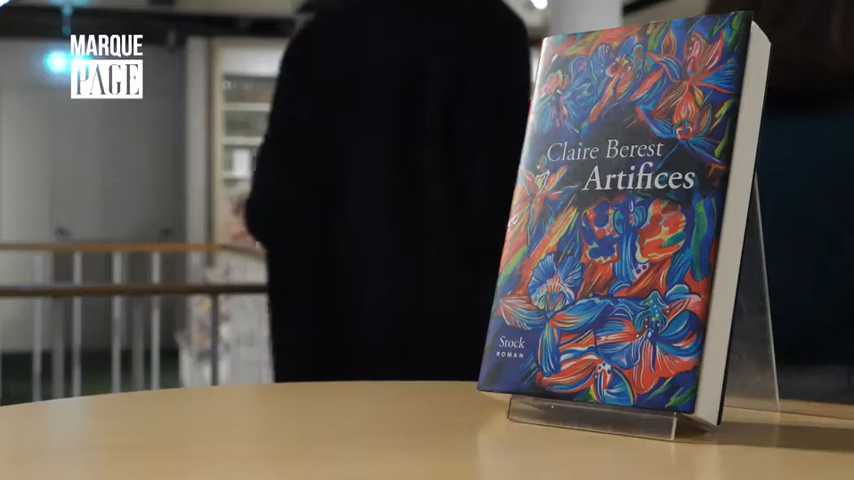 MARQUE
PAGE
Claire Berest
Artifices
Stock
ROMAN